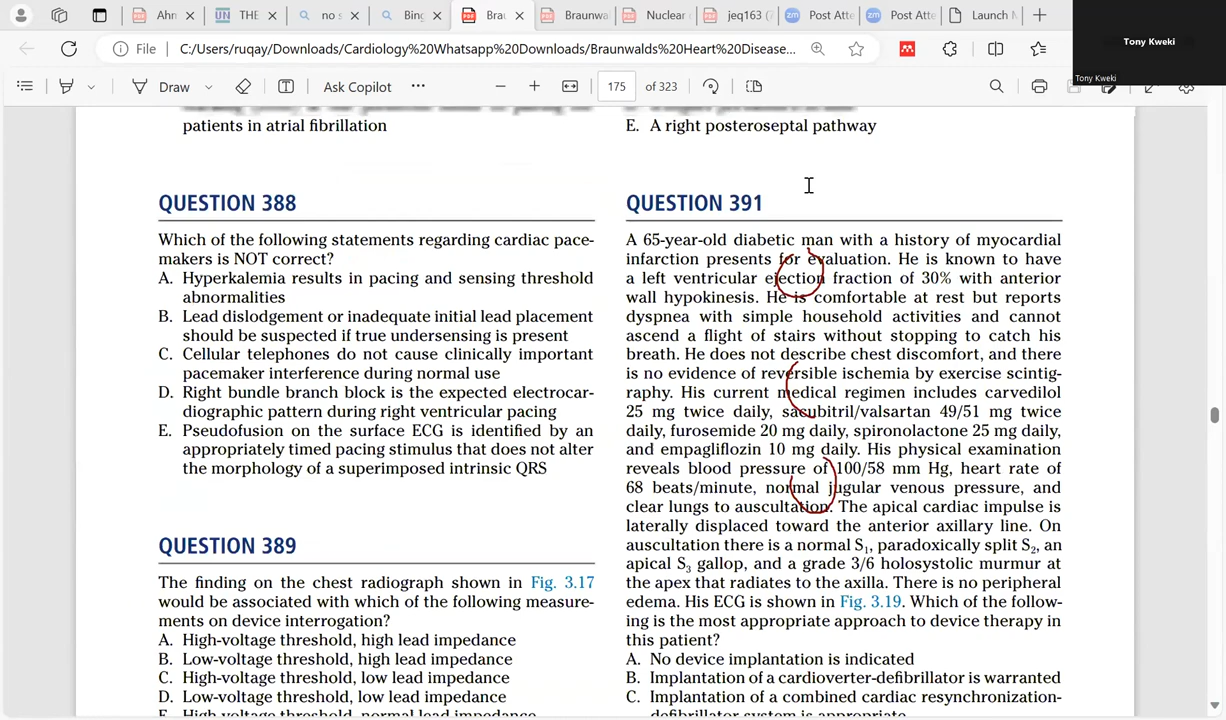 Ahn
THE
no s
Bing
Brau
Braunwa
Nuclear
jeq163 (
Post Atte
Post Atte
Launch M
Tony Kweki
Tony Kweki
File
C:/Users/ruqay/Downloads/Cardiology%20Whatsapp%20Downloads/Braunwalds%20Heart%20Disease...
Draw
Ask Copilot
175 of 323
patients in atrial fibrillation
QUESTION 388
Which of the following statements regarding cardiac pace-
makers is NOT correct?
A. Hyperkalemia results in pacing and sensing threshold
abnormalities
B. Lead dislodgement or inadequate initial lead placement
should be suspected if true undersensing is present
C. Cellular telephones do not cause clinically important
pacemaker interference during normal use
D. Right bundle branch block is the expected electrocar-
diographic pattern during right ventricular pacing
E. Pseudofusion on the surface ECG is identified by an
appropriately timed pacing stimulus that does not alter
the morphology of a superimposed intrinsic QRS
QUESTION 389
The finding on the chest radiograph shown in Fig. 3.17
would be associated with which of the following measure-
ments on device interrogation?
A. High-voltage threshold, high lead impedance
B. Low-voltage threshold, high lead impedance
C. High-voltage threshold, low lead impedance
D. Low-voltage threshold, low lead impedance
E. High-voltage threshold, normal lead impedance
E. A right posteroseptal pathway
QUESTION 391
A 65-year-old diabetic man with a history of myocardial
infarction presents for evaluation. He is known to have
a left ventricular ejection fraction of 30% with anterior
wall hypokinesis. He is comfortable at rest but reports
dyspnea with simple household activities and cannot
ascend a flight of stairs without stopping to catch his
breath. He does not describe chest discomfort, and there
is no evidence of reversible ischemia by exercise scintig-
raphy. His current medical regimen includes carvedilol
25 mg twice daily, sacubitril/valsartan 49/51 mg twice
daily, furosemide 20 mg daily, spironolactone 25 mg daily,
and empagliflozin 10 mg daily. His physical examination
reveals blood pressure of 100/58 mm Hg, heart rate of
68 beats/minute, normal jugular venous pressure, and
clear lungs to auscultation. The apical cardiac impulse is
laterally displaced toward the anterior axillary line. On
auscultation there is a normal S1, paradoxically split S2, an
apical S3 gallop, and a grade 3/6 holosystolic murmur at
the apex that radiates to the axilla. There is no peripheral
edema. His ECG is shown in Fig. 3.19. Which of the follow-
ing is the most appropriate approach to device therapy in
this patient?
A. No device implantation is indicated
B. Implantation of a cardioverter-defibrillator is warranted
C. Implantation of a combined cardiac resynchronization-
defibrillator system is appropriate